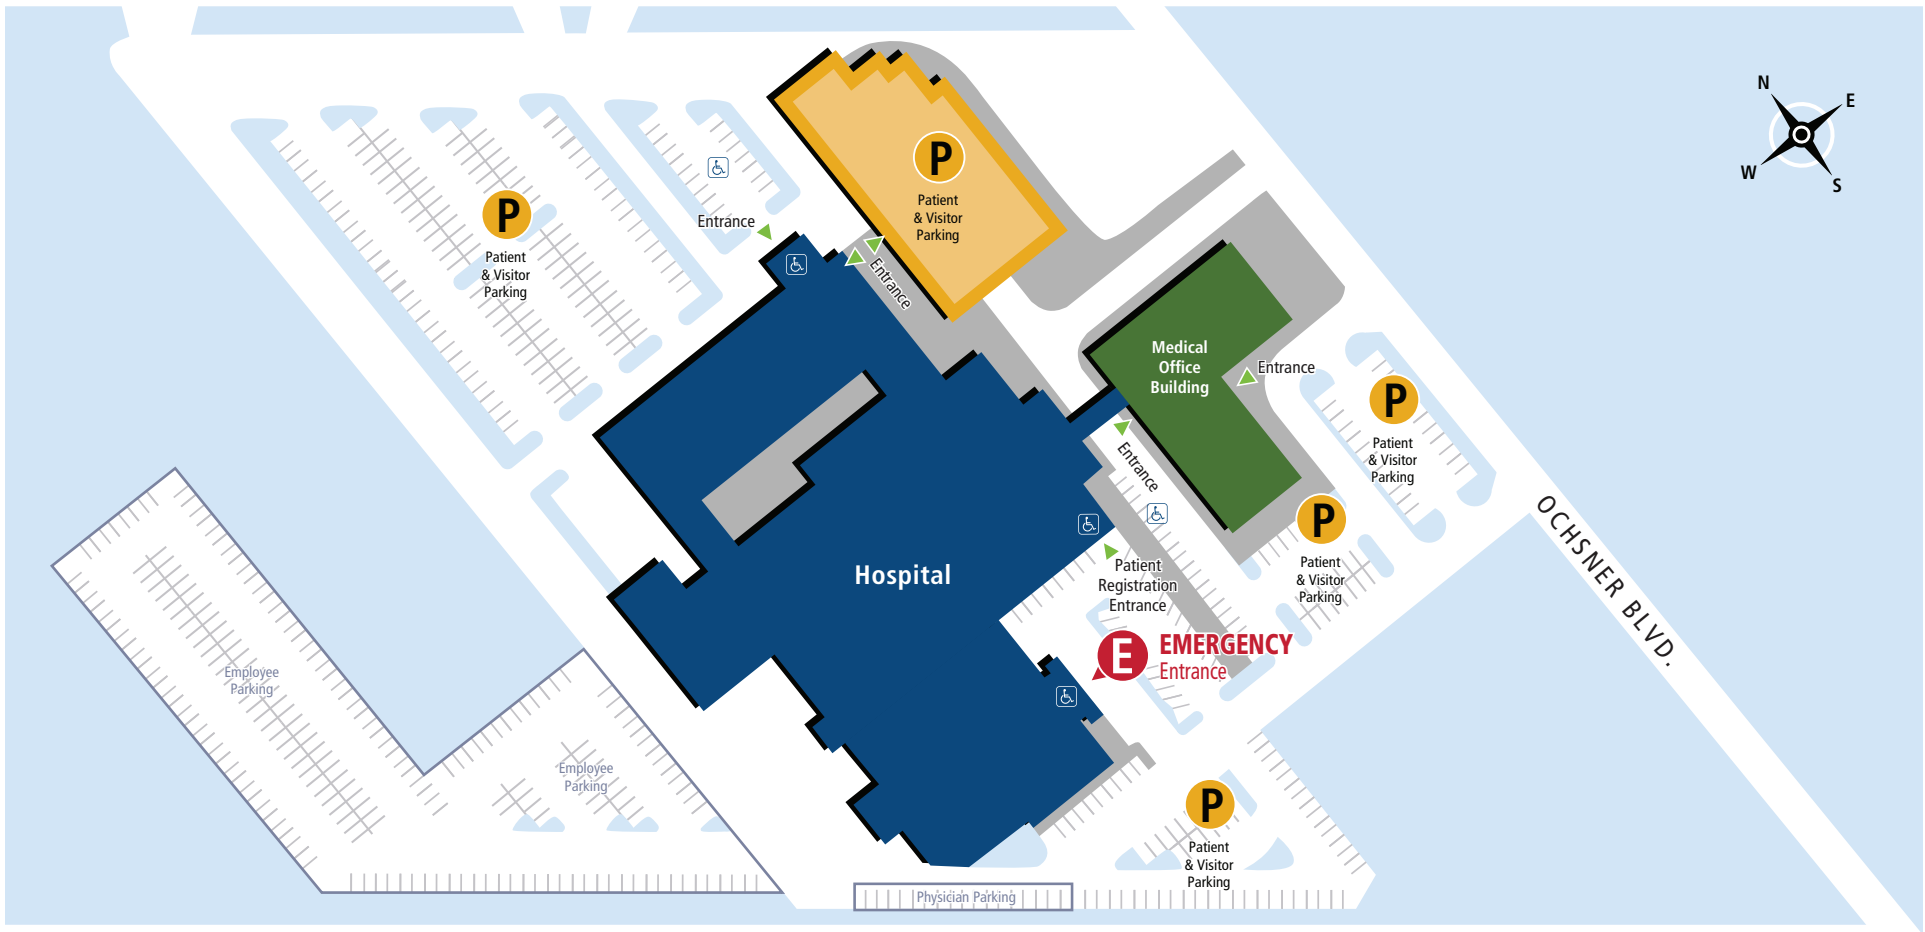 N
E
W
S
P
Patient
& Visitor
Parking
P
Patient
& Visitor
Parking
Entrance
Entrance
Medical
Office
Building
Entrance
Entrance
P
Patient
& Visitor
Parking
P
Patient
& Visitor
Parking
OCHSNER BLVD.
Hospital
Patient
Registration
Entrance
E
EMERGENCY
Entrance
Employee
Parking
Employee
Parking
P
Patient
& Visitor
Parking
Physician Parking